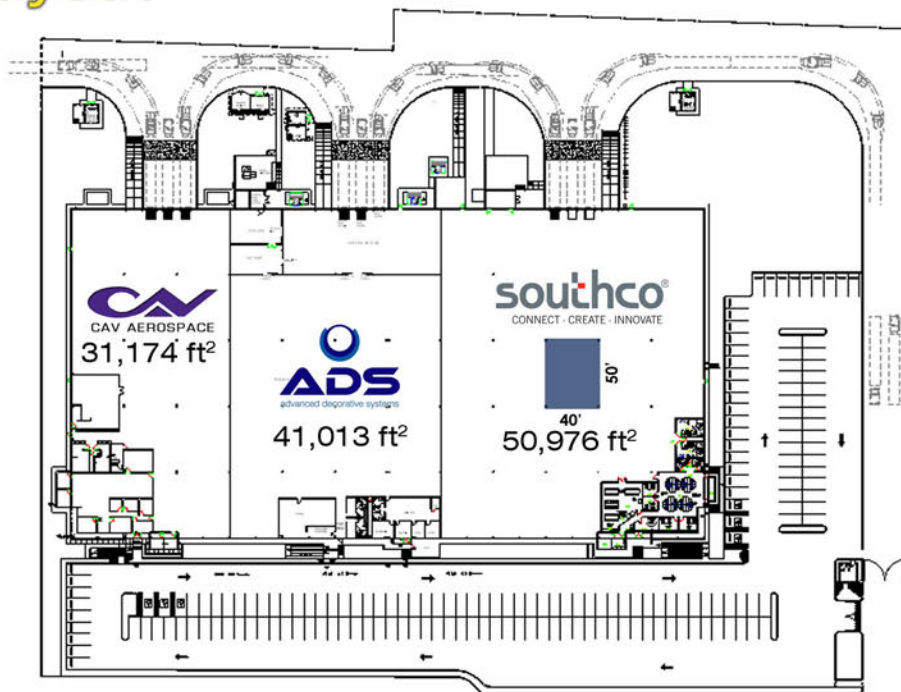 CAV
CAV AEROSPACE
31,174 ft²
ADS
advanced decorative systems
41,013 ft²
southco®
CONNECT · CREATE · INNOVATE
50'
40'
50,976 ft²